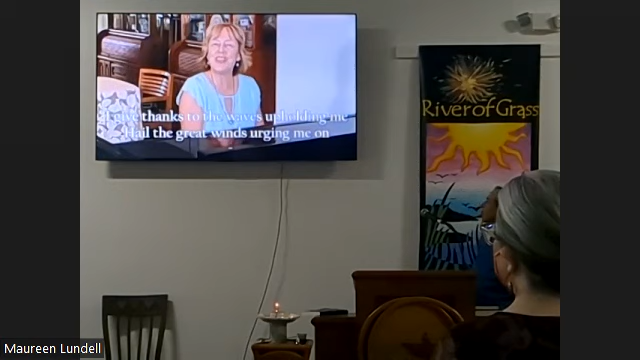 I give thanks to the waves upholding me
Hail the great winds urging me on
River of Grass
Maureen Lundell